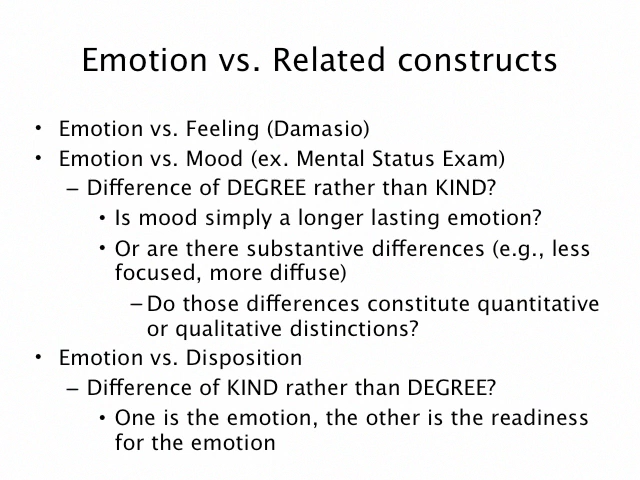 Emotion vs. Related constructs
• Emotion vs. Feeling (Damasio)
• Emotion vs. Mood (ex. Mental Status Exam)
– Difference of DEGREE rather than KIND?
• Is mood simply a longer lasting emotion?
• Or are there substantive differences (e.g., less
focused, more diffuse)
– Do those differences constitute quantitative
or qualitative distinctions?
• Emotion vs. Disposition
– Difference of KIND rather than DEGREE?
• One is the emotion, the other is the readiness
for the emotion